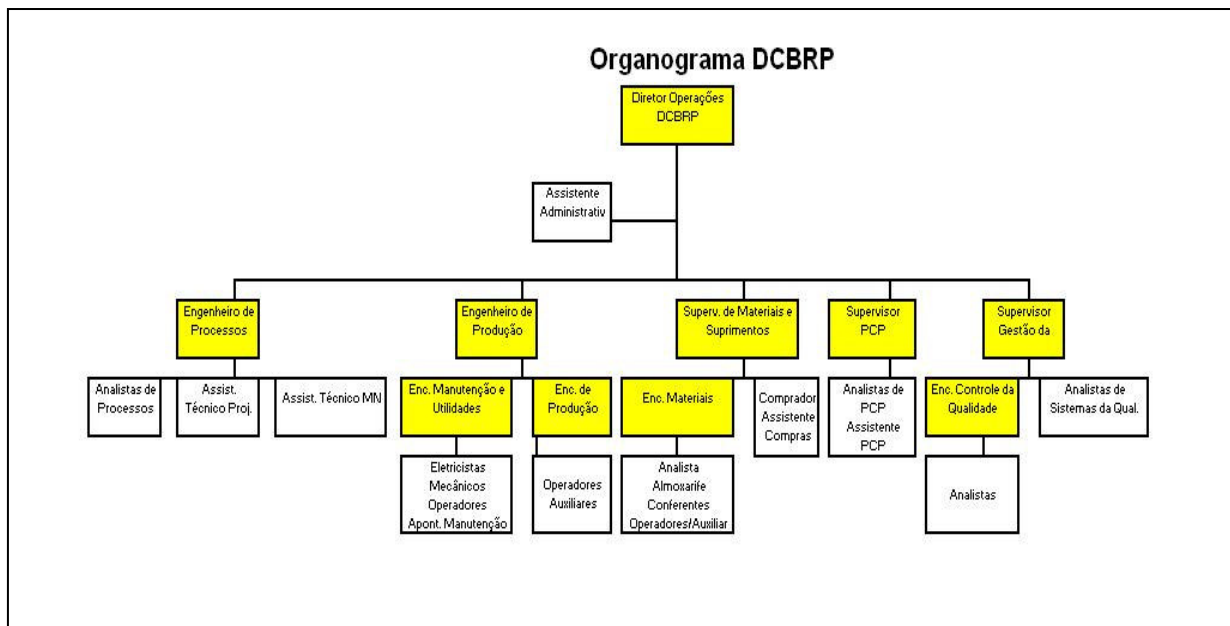 Organograma DCBRP
Diretor Operações
DCBRP
Assistente
Administrativ
Engenheiro de
Processos
Engenheiro de
Produção
Superv. de Materiais e
Suprimentos
Supervisor
PCP
Supervisor
Gestão da
Analistas de
Processos
Assist.
Técnico Proj.
Assist. Técnico MN
Enc. Manutenção e
Utilidades
Enc. de
Produção
Enc. Materiais
Comprador
Assistente
Compras
Analistas de
PCP
Assistente
PCP
Enc. Controle da
Qualidade
Analistas de
Sistemas da Qual.
Eletricistas
Mecânicos
Operadores
Apont. Manutenção
Operadores
Auxiliares
Analista
Almoxarife
Conferentes
Operadores/Auxiliar
Analistas